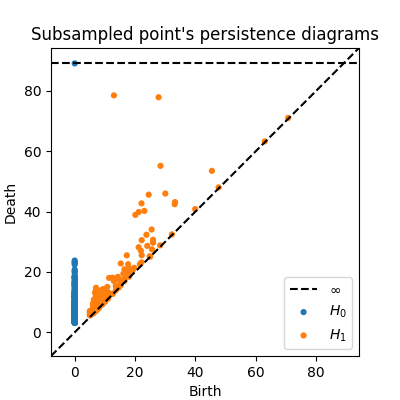 Subsampled point's persistence diagrams
Death
80
60
40
20
0
∞
H₀
H₁
0 20 40 60 80
Birth